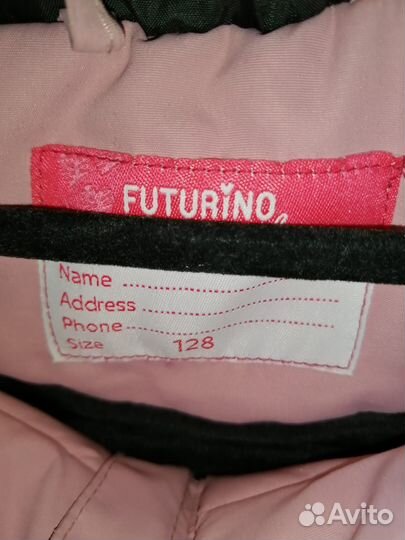 FUTURINO
Name
Address
Phone
Size 128
Avito